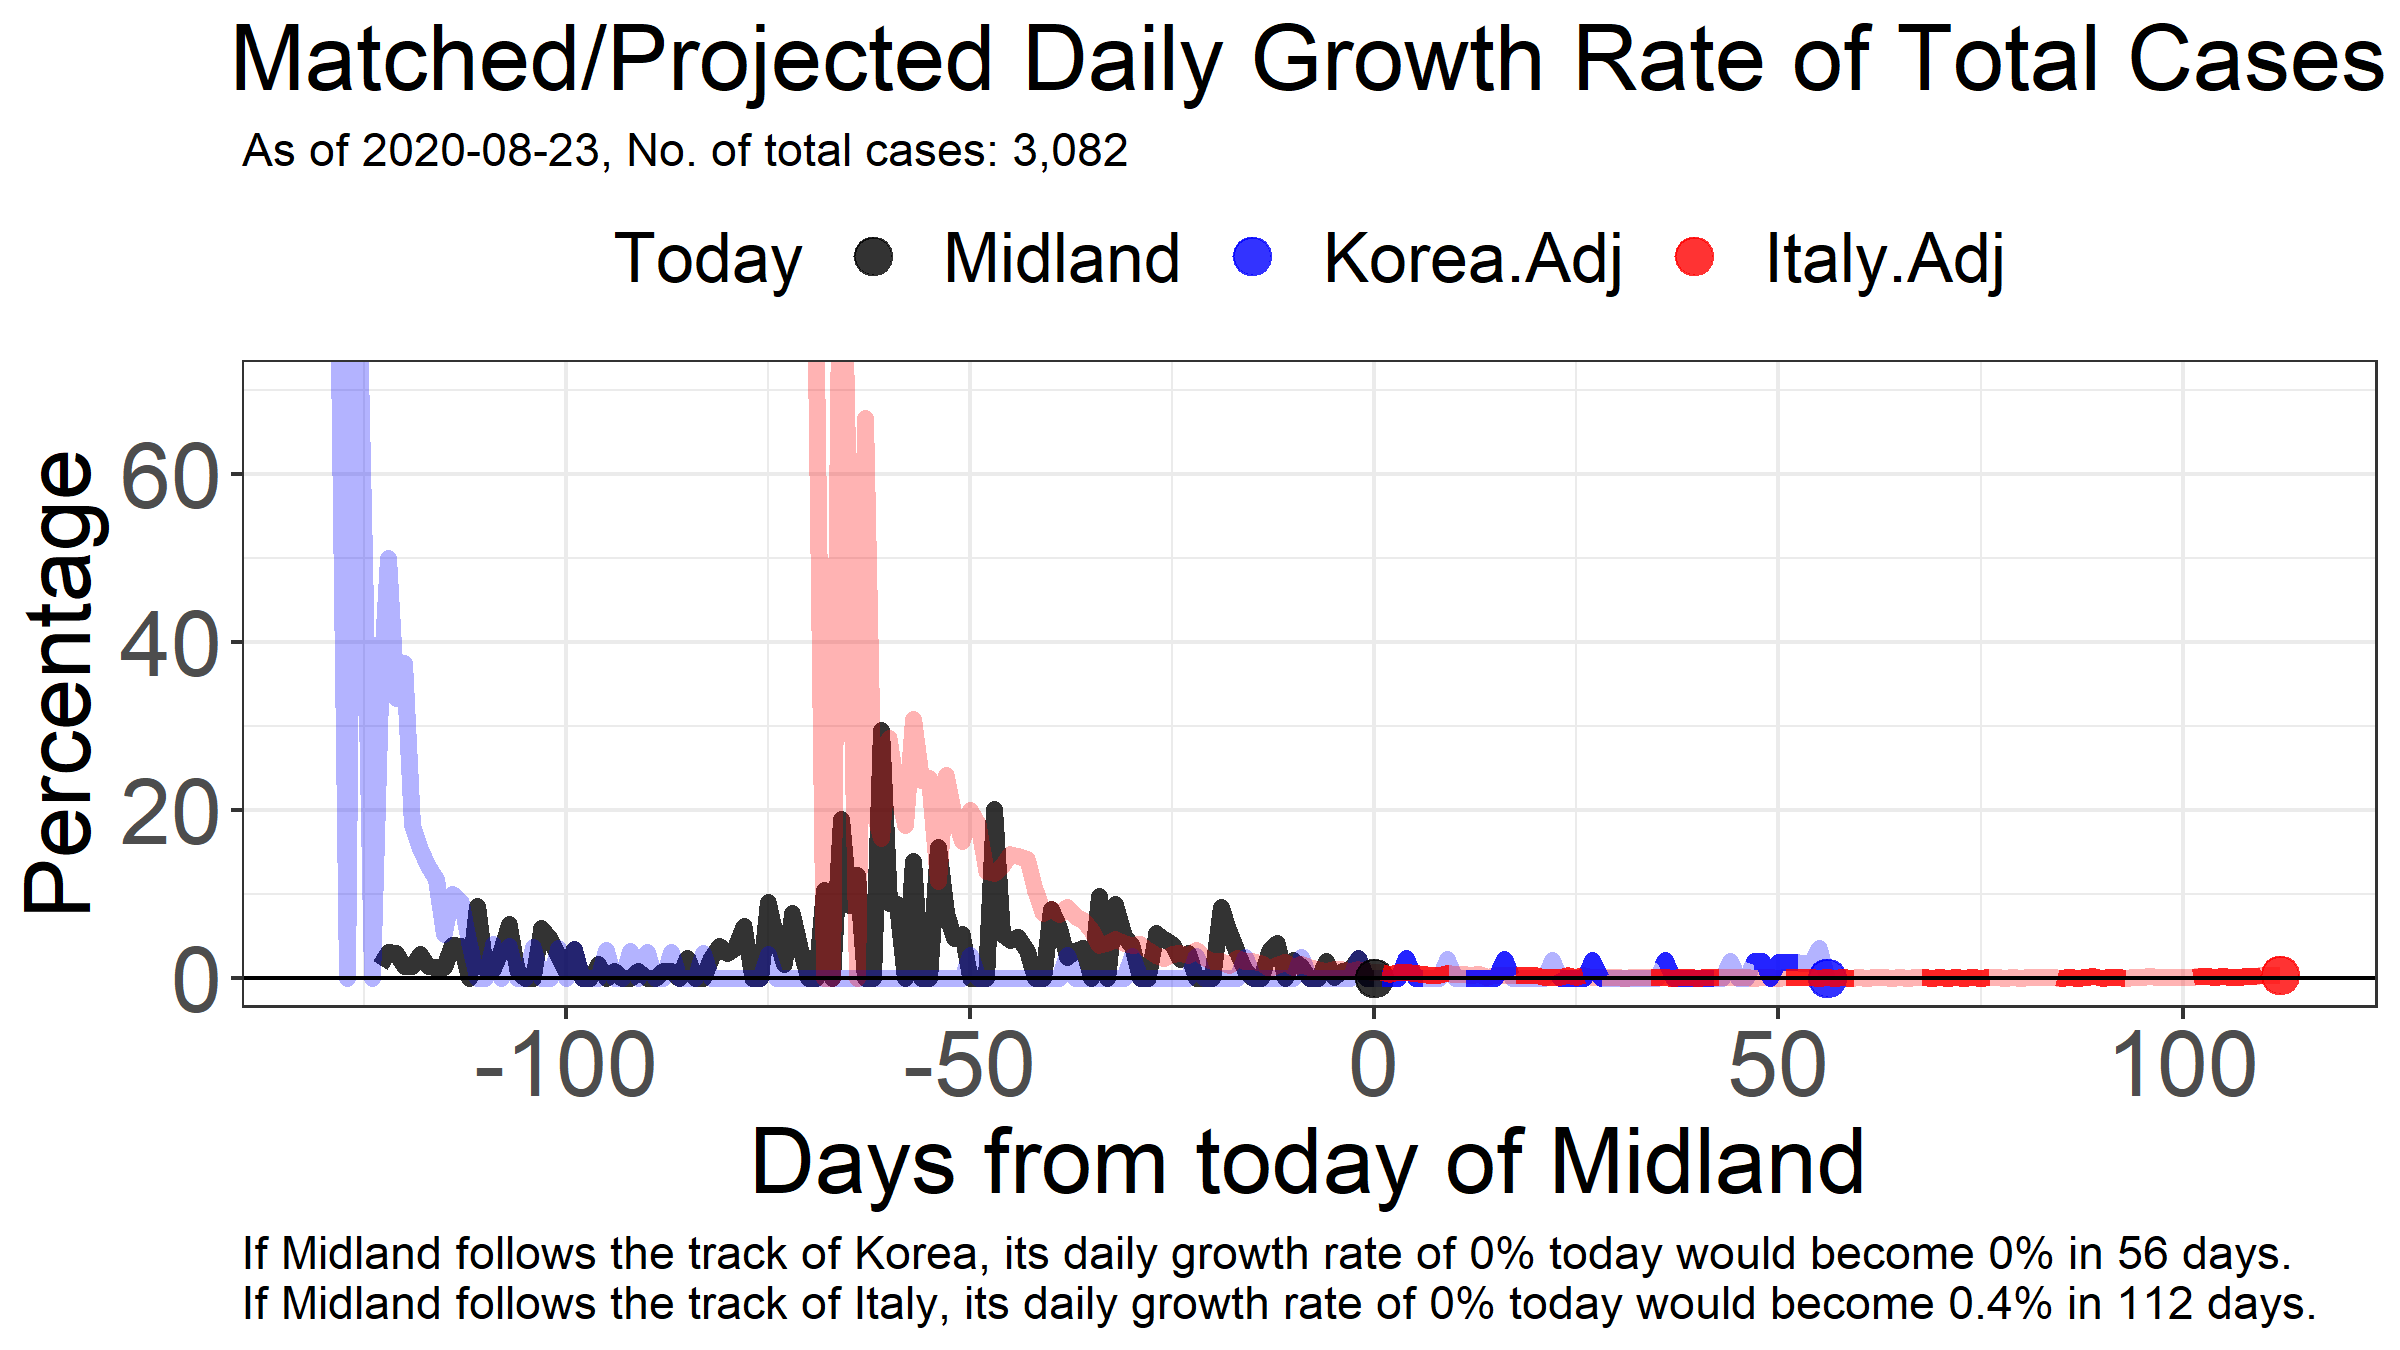 Matched/Projected Daily Growth Rate of Total Cases
As of 2020-08-23, No. of total cases: 3,082
Today Midland Korea.Adj Italy.Adj
Percentage
60
40
20
0
-100 -50 0 50 100
Days from today of Midland
If Midland follows the track of Korea, its daily growth rate of 0% today would become 0% in 56 days.
If Midland follows the track of Italy, its daily growth rate of 0% today would become 0.4% in 112 days.